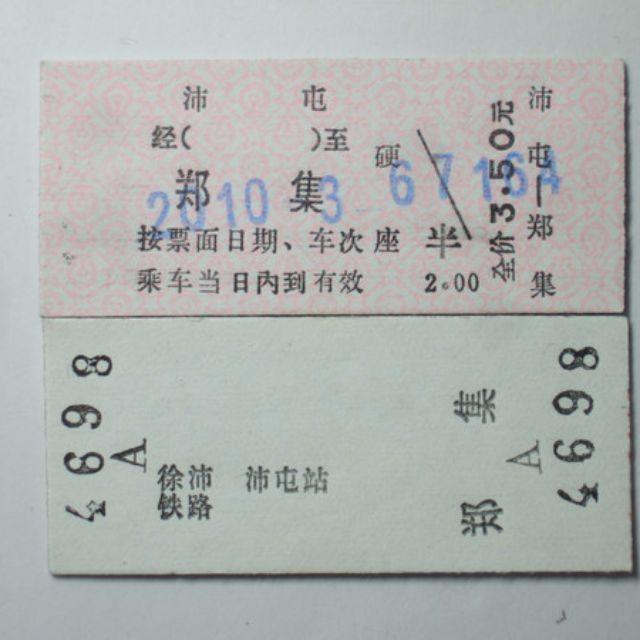 沛 屯
经( )至
郑 集
硬
2010 3 6 7164
按票面日期、车次 座 半
乘车当日内到有效 2.00
全价3.50元
沛屯—郑集
4698
A
徐沛
铁路
沛屯站
郑集
A
4698